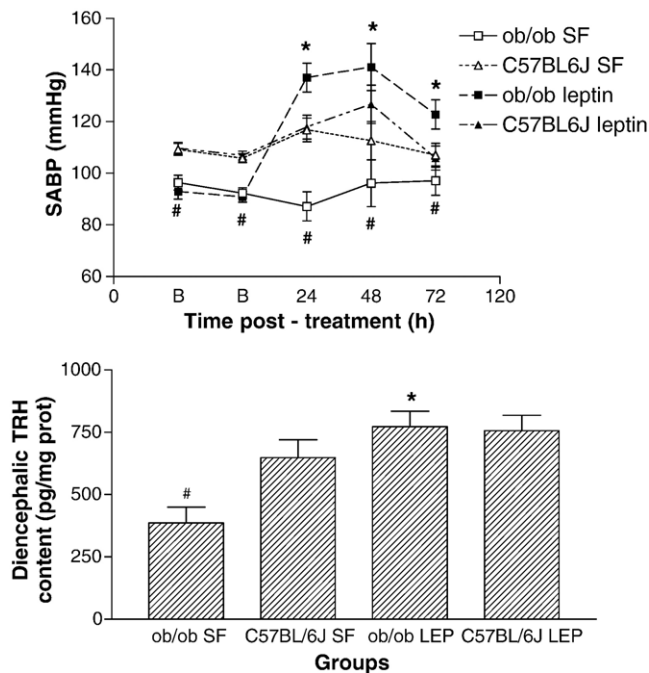 160
140
120
100
80
60
SABP (mmHg)
* * *
# # # # #
0 B B 24 48 72 120
Time post - treatment (h)
ob/ob SF
C57BL6J SF
ob/ob leptin
C57BL6J leptin
1000
750
500
250
0
Diencephalic TRH
content (pg/mg prot)
#
*
ob/ob SF C57BL/6J SF ob/ob LEP C57BL/6J LEP
Groups